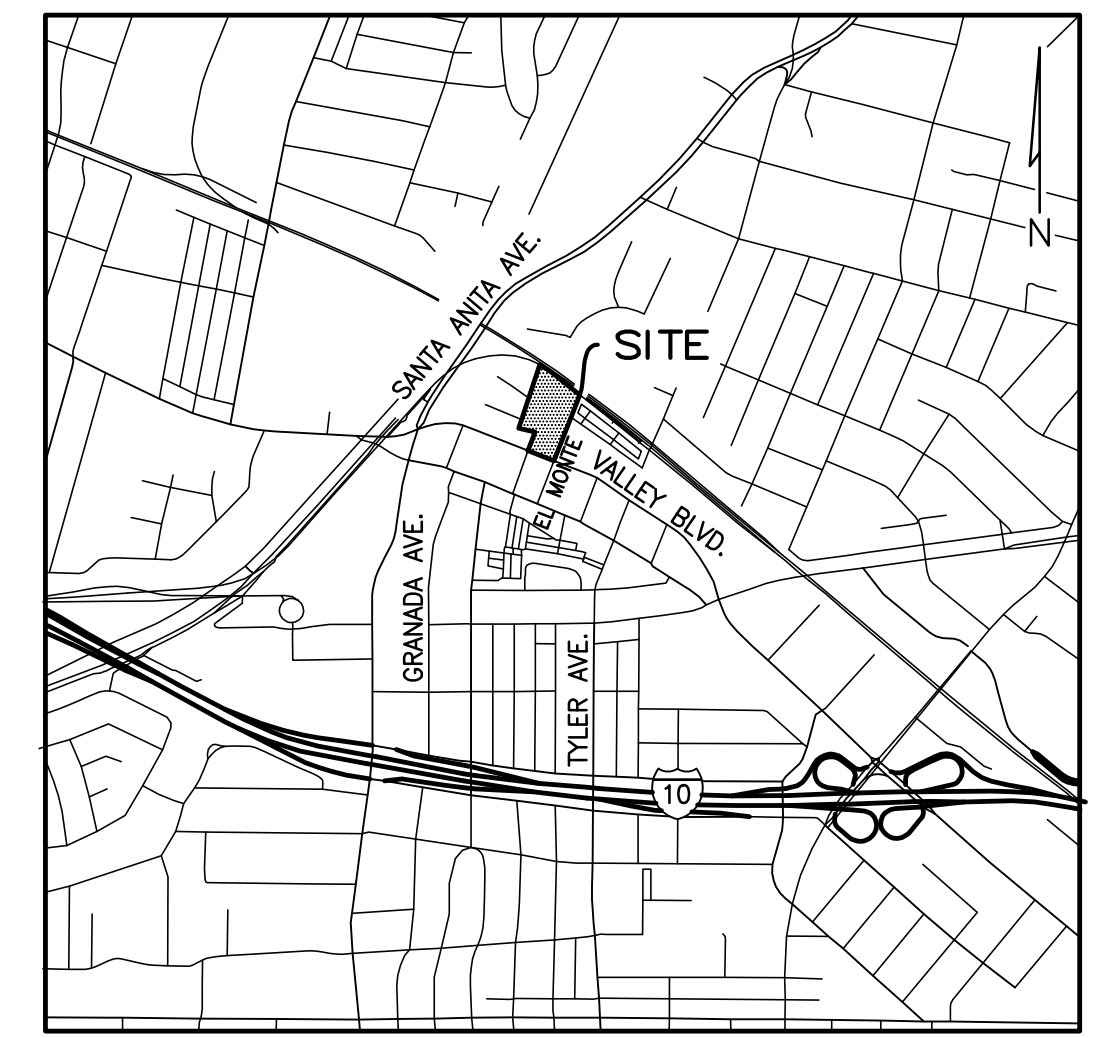 N
SANTA ANITA AVE.
SITE
EL MONTE
VALLEY BLVD.
GRANADA AVE.
TYLER AVE.
10